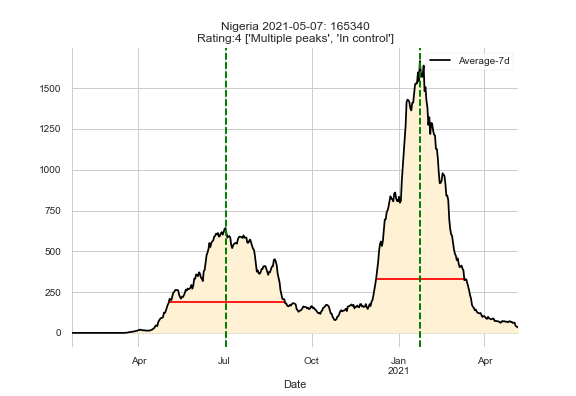 Nigeria 2021-05-07: 165340
Rating:4 ['Multiple peaks', 'In control']
Average-7d
1500
1250
1000
750
500
250
0
Apr
Jul
Oct
Jan
2021
Apr
Date